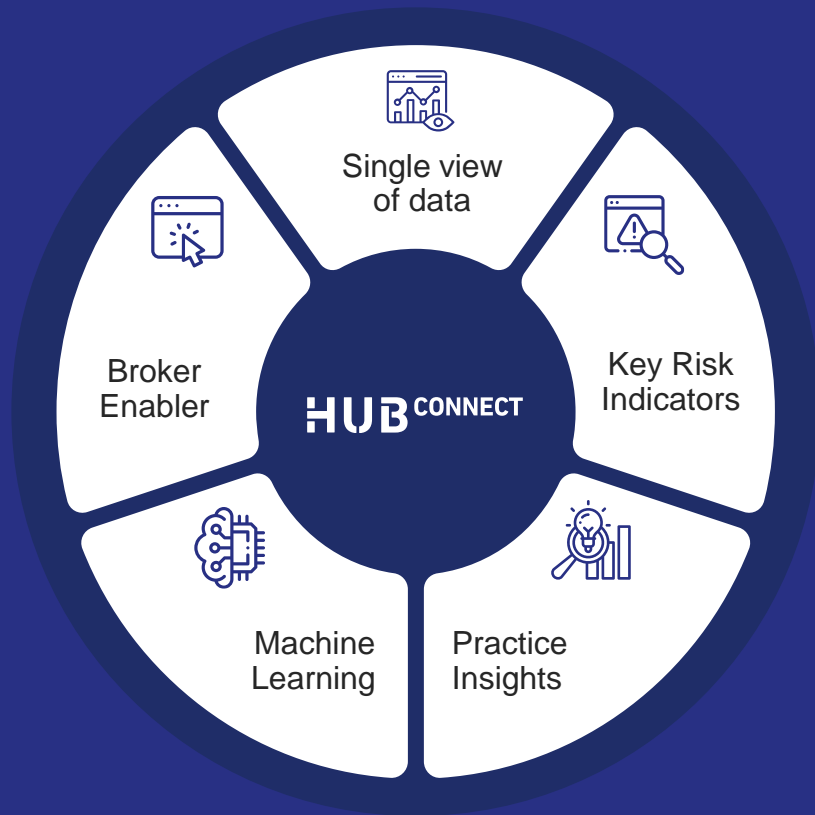 Single view
of data
Key Risk
Indicators
Practice
Insights
Machine
Learning
Broker
Enabler
HUB CONNECT